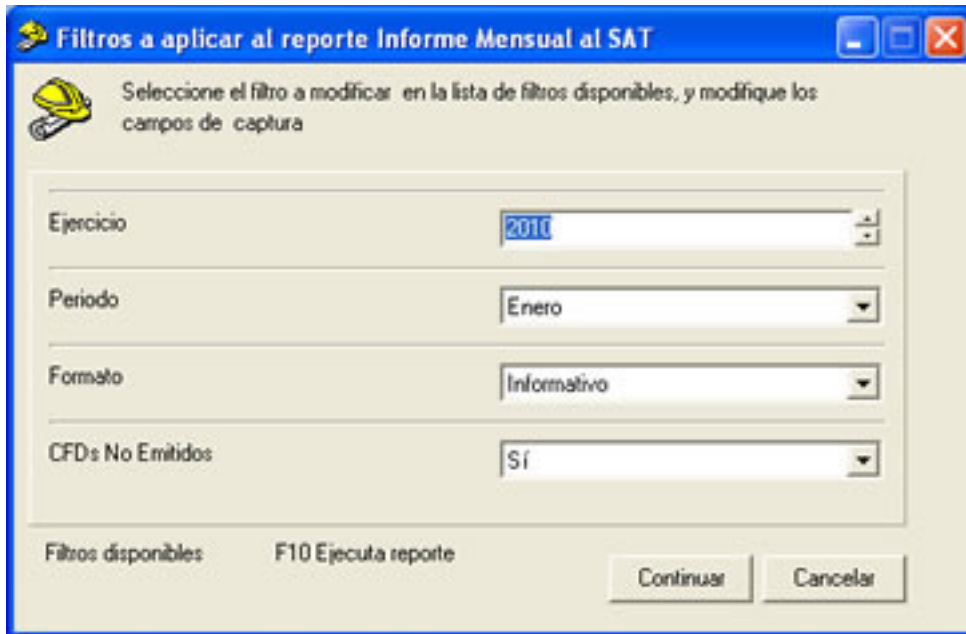 Filtros a aplicar al reporte Informe Mensual al SAT
Seleccione el filtro a modificar en la lista de filtros disponibles, y modifique los
campos de captura
Ejercicio 2010
Periodo Enero
Formato Informativo
CFDs No Emitidos Sí
Filtros disponibles F10 Ejecuta reporte
Continuar Cancelar